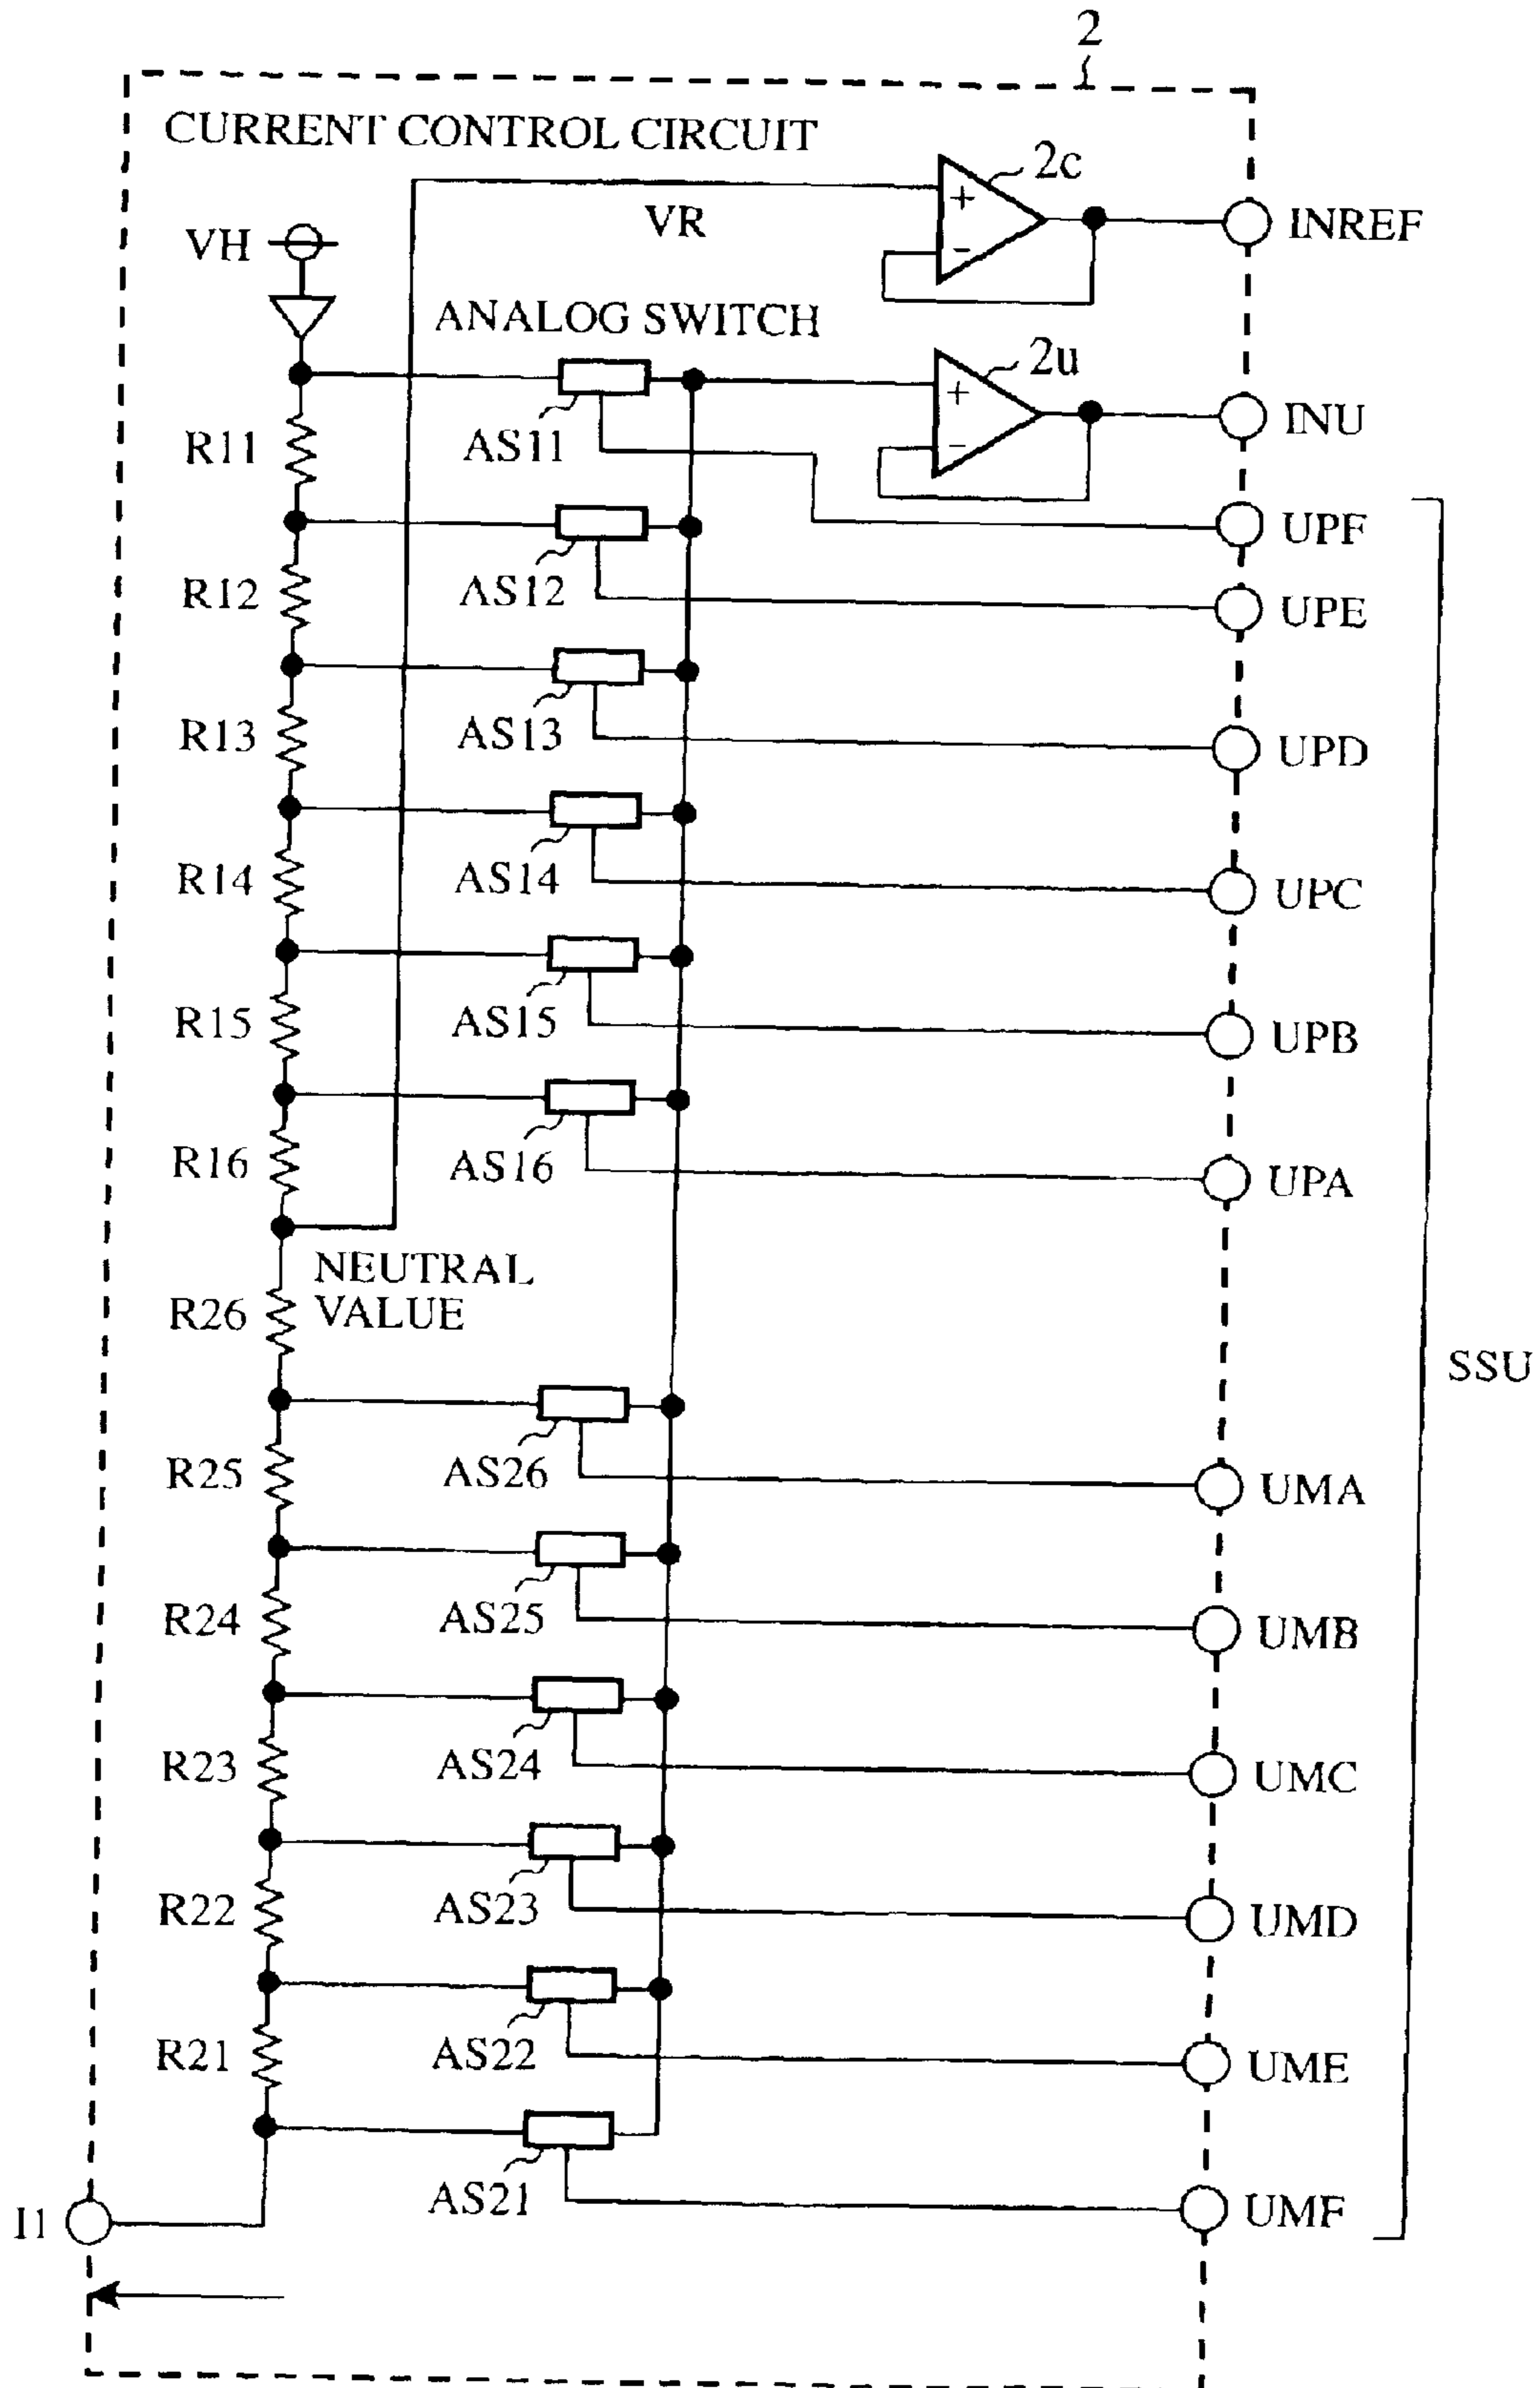 2
CURRENT CONTROL CIRCUIT
2c
+
-
INREF
VR
VH
ANALOG SWITCH
2u
+
-
INU
R11
AS11
UPF
R12
AS12
UPE
R13
AS13
UPD
R14
AS14
UPC
R15
AS15
UPB
R16
AS16
UPA
NEUTRAL
VALUE
R26
SSU
R25
AS26
UMA
R24
AS25
UMB
R23
AS24
UMC
R22
AS23
UMD
R21
AS22
UME
AS21
UMF
I1